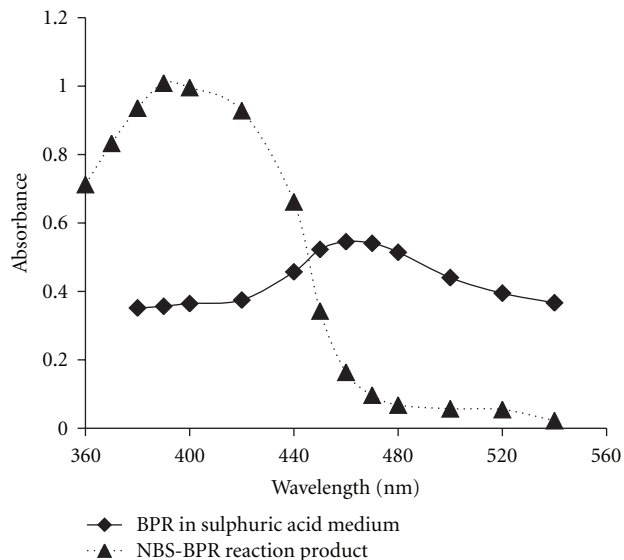 1.2
1
0.8
0.6
0.4
0.2
0
Absorbance
360 400 440 480 520 560
Wavelength (nm)
BPR in sulphuric acid medium
NBS-BPR reaction product